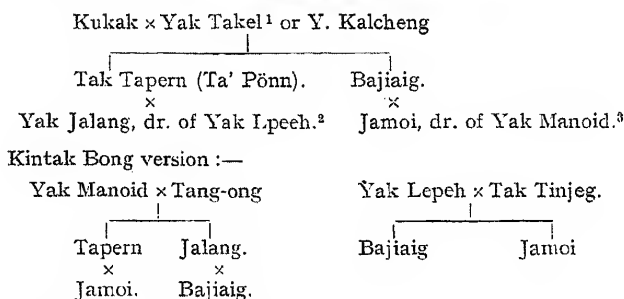 Kukak × Yak Takel¹ or Y. Kalcheng
Tak Tapern (Ta' Pönn). Bajiaig.
× ×
Yak Jalang, dr. of Yak Lpeeh.² Jamoi, dr. of Yak Manoid.³
Kintak Bong version :—
Yak Manoid × Tang-ong Yak Lepeh × Tak Tinjeg.
Tapern Jalang. Bajiaig Jamoi
× ×
Jamoi. Bajiaig.